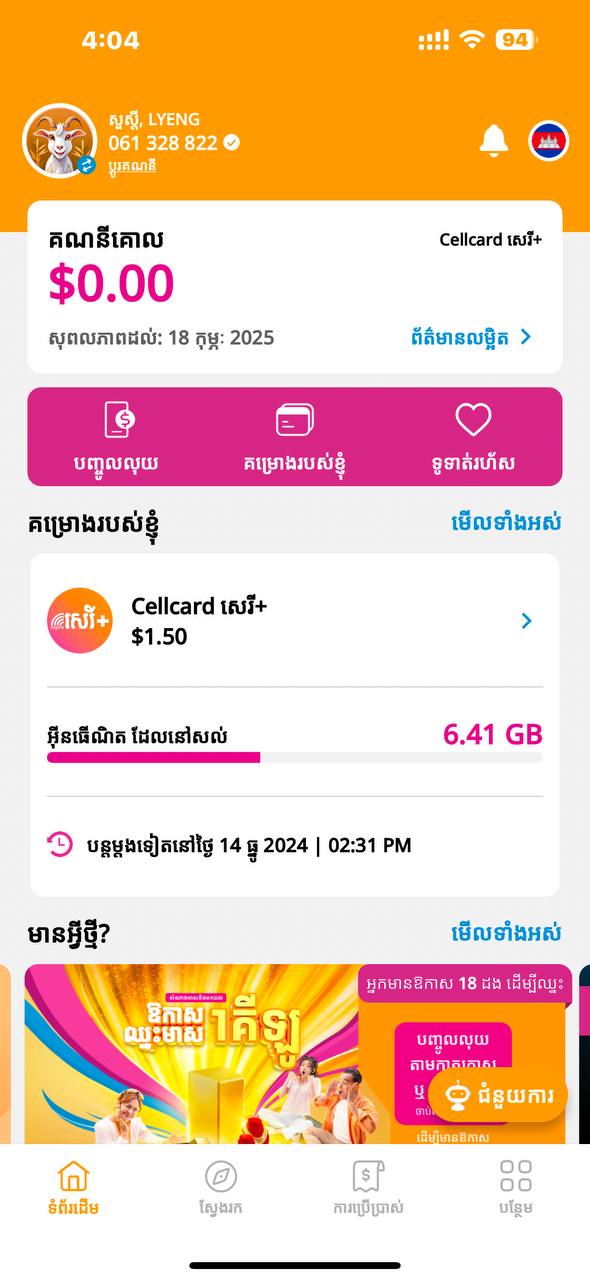 4:04
94
សួស្តី, LYENG
061 328 822
ប្តូរគណនី
គណនីគោល
Cellcard សេរី+
$0.00
សុពលភាពដល់: 18 កុម្ភ: 2025
ព័ត៌មានលម្អិត
បញ្ចូលលុយ
គម្រោងរបស់ខ្ញុំ
ទូទាត់រហ័ស
គម្រោងរបស់ខ្ញុំ
មើលទាំងអស់
សេរី+
Cellcard សេរី+
$1.50
អ៊ីនធើណិត ដែលនៅសល់
6.41 GB
បន្តម្តងទៀតនៅថ្ងៃ 14 ធ្នូ 2024 | 02:31 PM
មានអ្វីថ្មី?
មើលទាំងអស់
អ្នកមានឱកាស 18 ដង ដើម្បីឈ្នះ
ឱកាស
ឈ្នះមាស
1គីឡូ
បញ្ចូលលុយ
តាមកាតកោស
ឬ
ជំនួយការ
ដើម្បីមានឱកាស
ទំព័រដើម
ស្វែងរក
ការប្រើប្រាស់
បន្ថែម